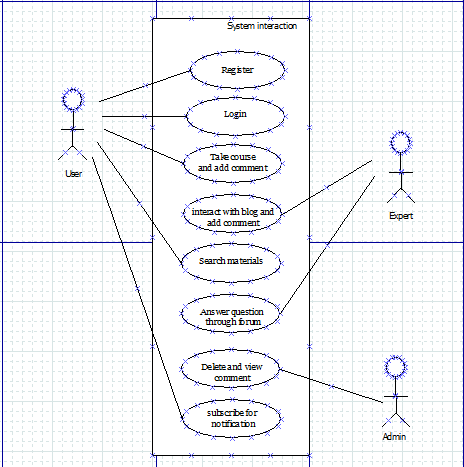 System interaction
Register
Login
Take course
and add comment
User
interact with blog and
add comment
Expert
Search materials
Answer question
through forum
Delete and view
comment
subscribe for
notification
Admin